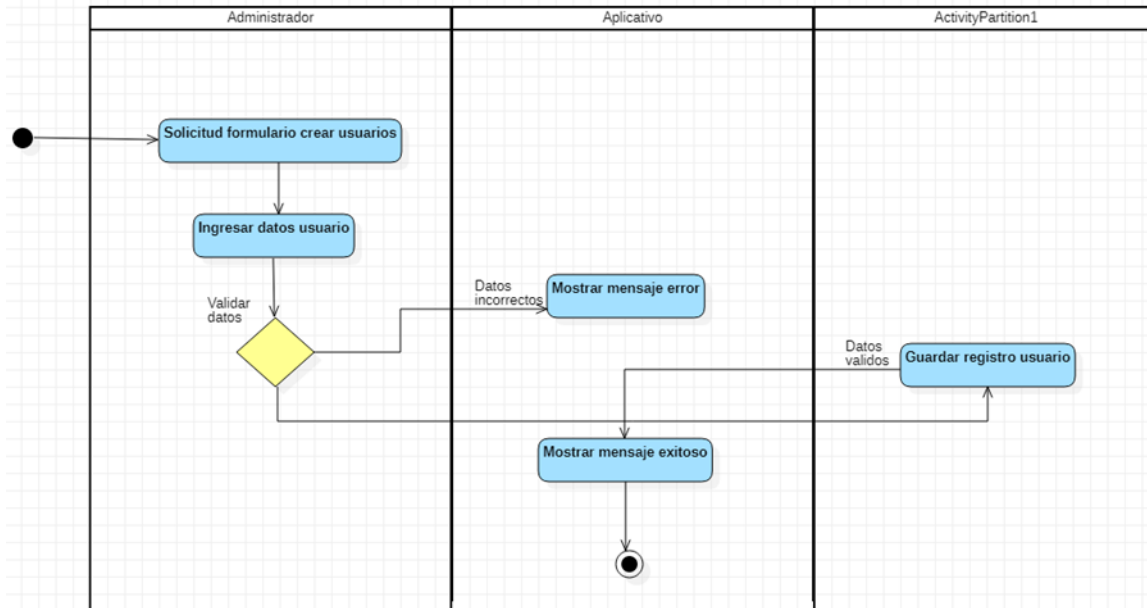 Administrador
Aplicativo
ActivityPartition1
Solicitud formulario crear usuarios
Ingresar datos usuario
Validar
datos
Datos
incorrectos
Mostrar mensaje error
Datos
validos
Guardar registro usuario
Mostrar mensaje exitoso